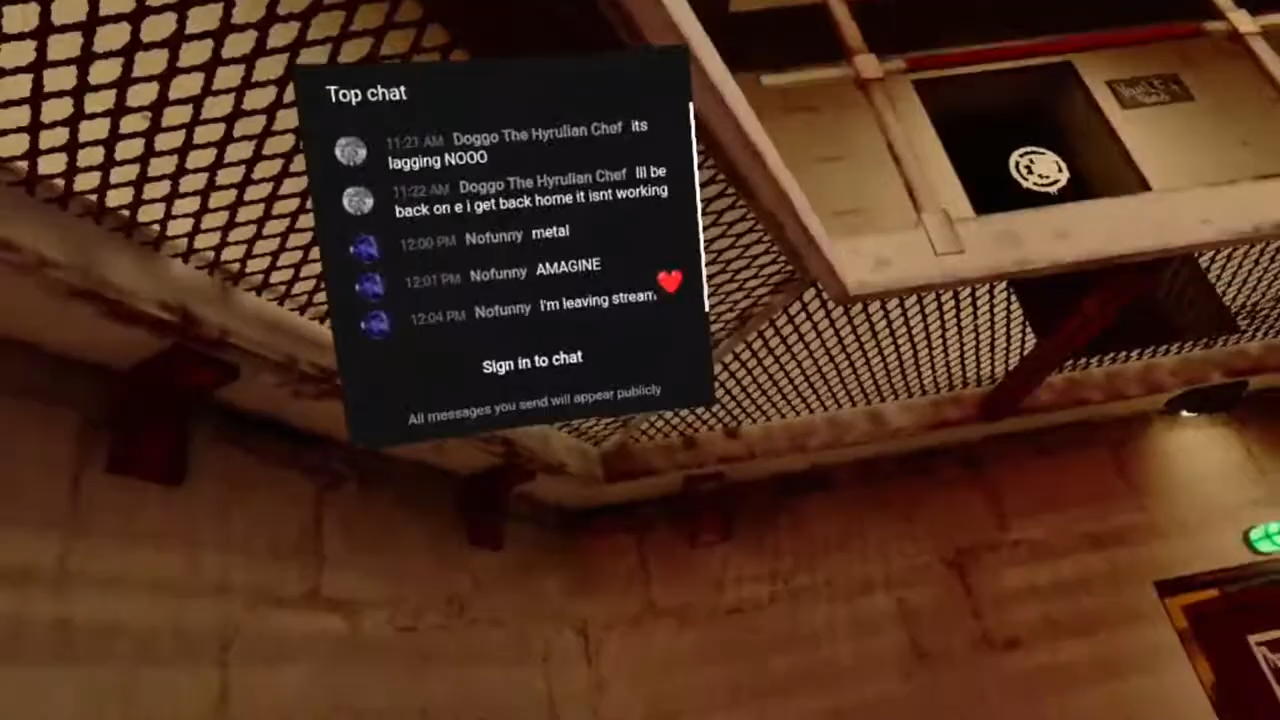 Top chat
11:21 AM Doggo The Hyrulian Chef its
lagging NOOO
11:22 AM Doggo The Hyrulian Chef Ill be
back on e i get back home it isnt working
12:00 PM Nofunny metal
12:01 PM Nofunny AMAGINE
12:04 PM Nofunny I'm leaving stream
Sign in to chat
All messages you send will appear publicly